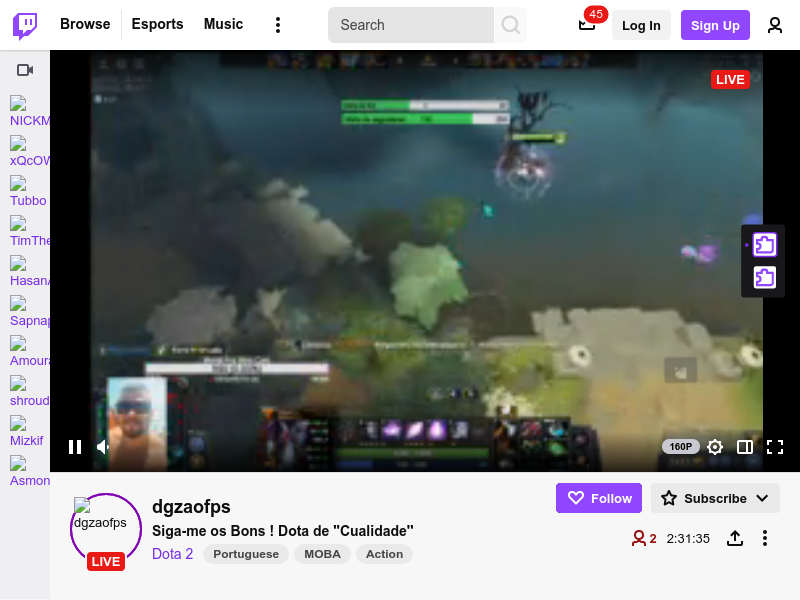 Browse
Esports
Music
Search
45
Log In
Sign Up
LIVE
NICKM
xQcOW
Tubbo
TimThe
HasanA
Sapnap
Amoura
shroud
Mizkif
Asmon
160P
dgzaofps
LIVE
dgzaofps
Siga-me os Bons ! Dota de "Cualidade"
Dota 2
Portuguese
MOBA
Action
Follow
Subscribe
2
2:31:35